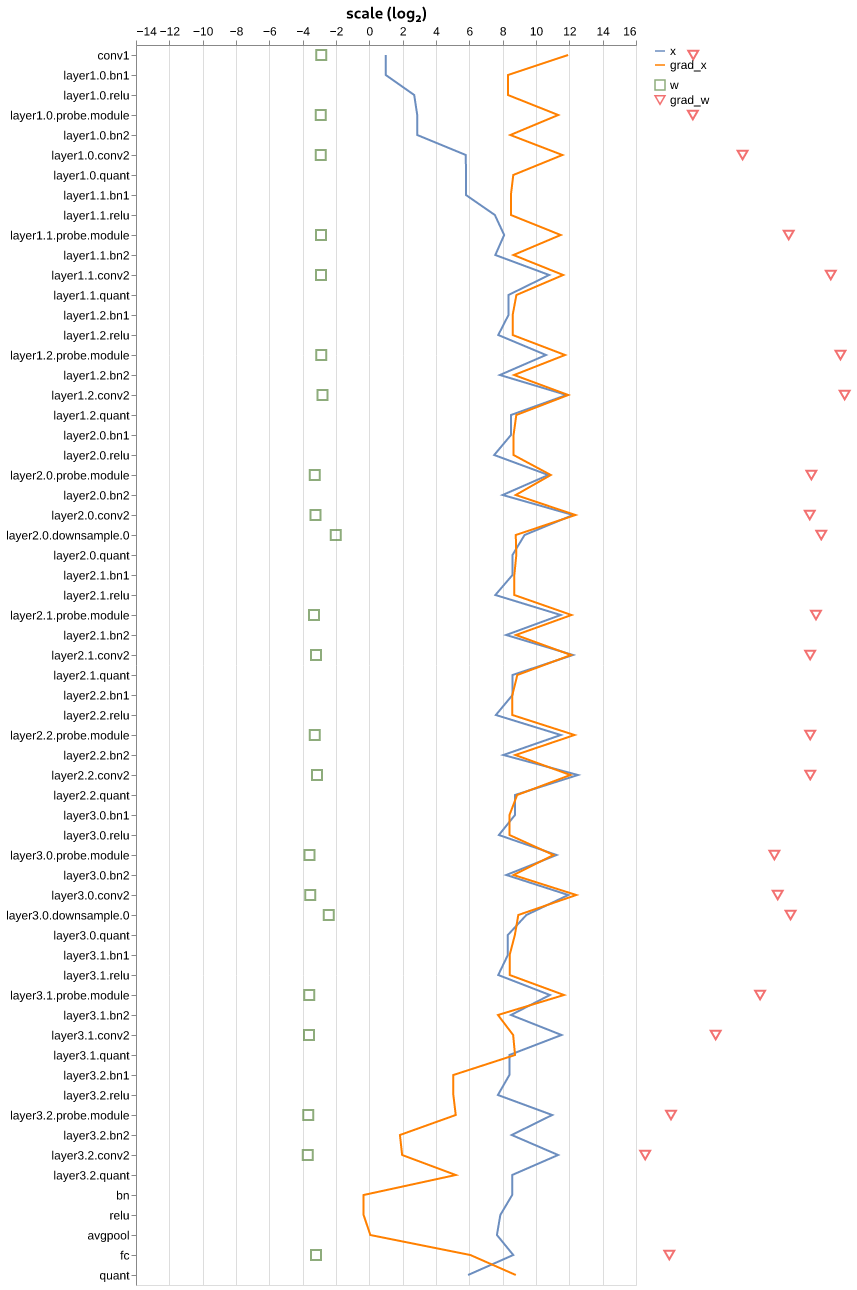 scale (log₂)
−14 −12 −10 −8 −6 −4 −2 0 2 4 6 8 10 12 14 16
x
grad_x
w
grad_w
conv1
layer1.0.bn1
layer1.0.relu
layer1.0.probe.module
layer1.0.bn2
layer1.0.conv2
layer1.0.quant
layer1.1.bn1
layer1.1.relu
layer1.1.probe.module
layer1.1.bn2
layer1.1.conv2
layer1.1.quant
layer1.2.bn1
layer1.2.relu
layer1.2.probe.module
layer1.2.bn2
layer1.2.conv2
layer1.2.quant
layer2.0.bn1
layer2.0.relu
layer2.0.probe.module
layer2.0.bn2
layer2.0.conv2
layer2.0.downsample.0
layer2.0.quant
layer2.1.bn1
layer2.1.relu
layer2.1.probe.module
layer2.1.bn2
layer2.1.conv2
layer2.1.quant
layer2.2.bn1
layer2.2.relu
layer2.2.probe.module
layer2.2.bn2
layer2.2.conv2
layer2.2.quant
layer3.0.bn1
layer3.0.relu
layer3.0.probe.module
layer3.0.bn2
layer3.0.conv2
layer3.0.downsample.0
layer3.0.quant
layer3.1.bn1
layer3.1.relu
layer3.1.probe.module
layer3.1.bn2
layer3.1.conv2
layer3.1.quant
layer3.2.bn1
layer3.2.relu
layer3.2.probe.module
layer3.2.bn2
layer3.2.conv2
layer3.2.quant
bn
relu
avgpool
fc
quant